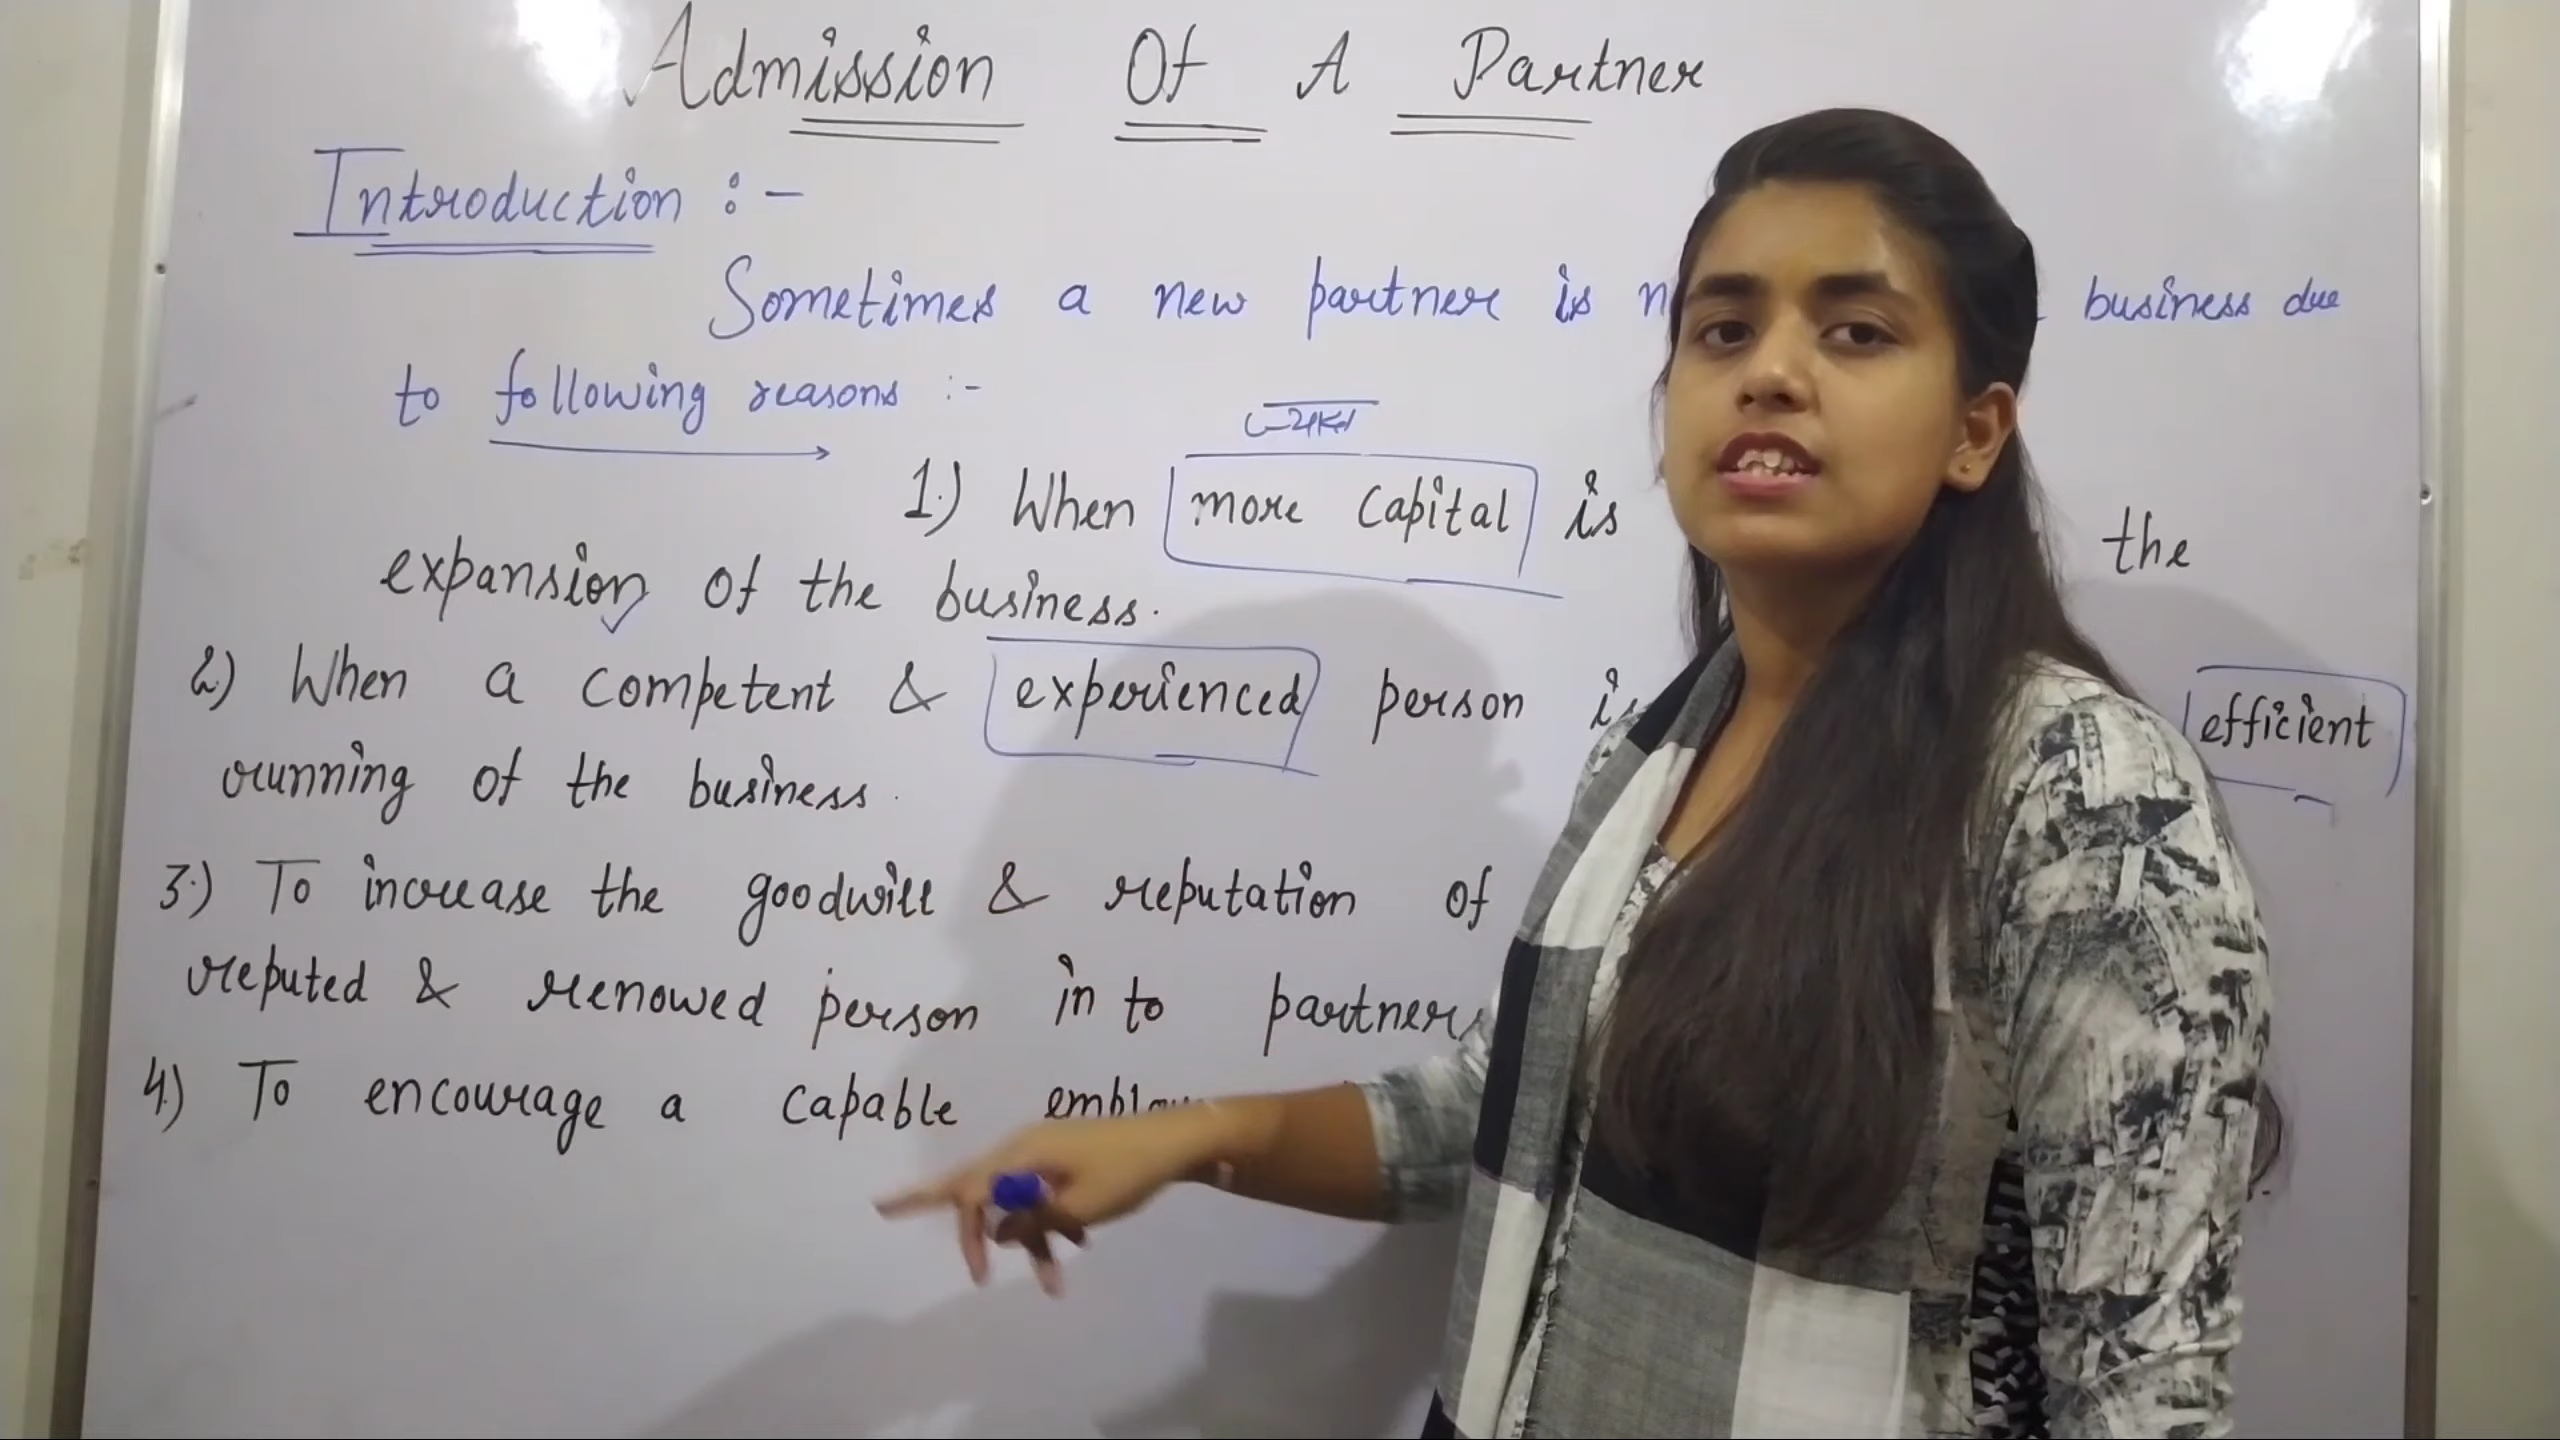 Admission Of A Partner
Introduction :-
Sometimes a new partner is business due
to following reasons :-
1.) When more capital is the
expansion of the business.
2.) When a competent & experienced person is efficient
running of the business.
3.) To increase the goodwill & reputation of
reputed & renowed person in to partner
4.) To encourage a capable